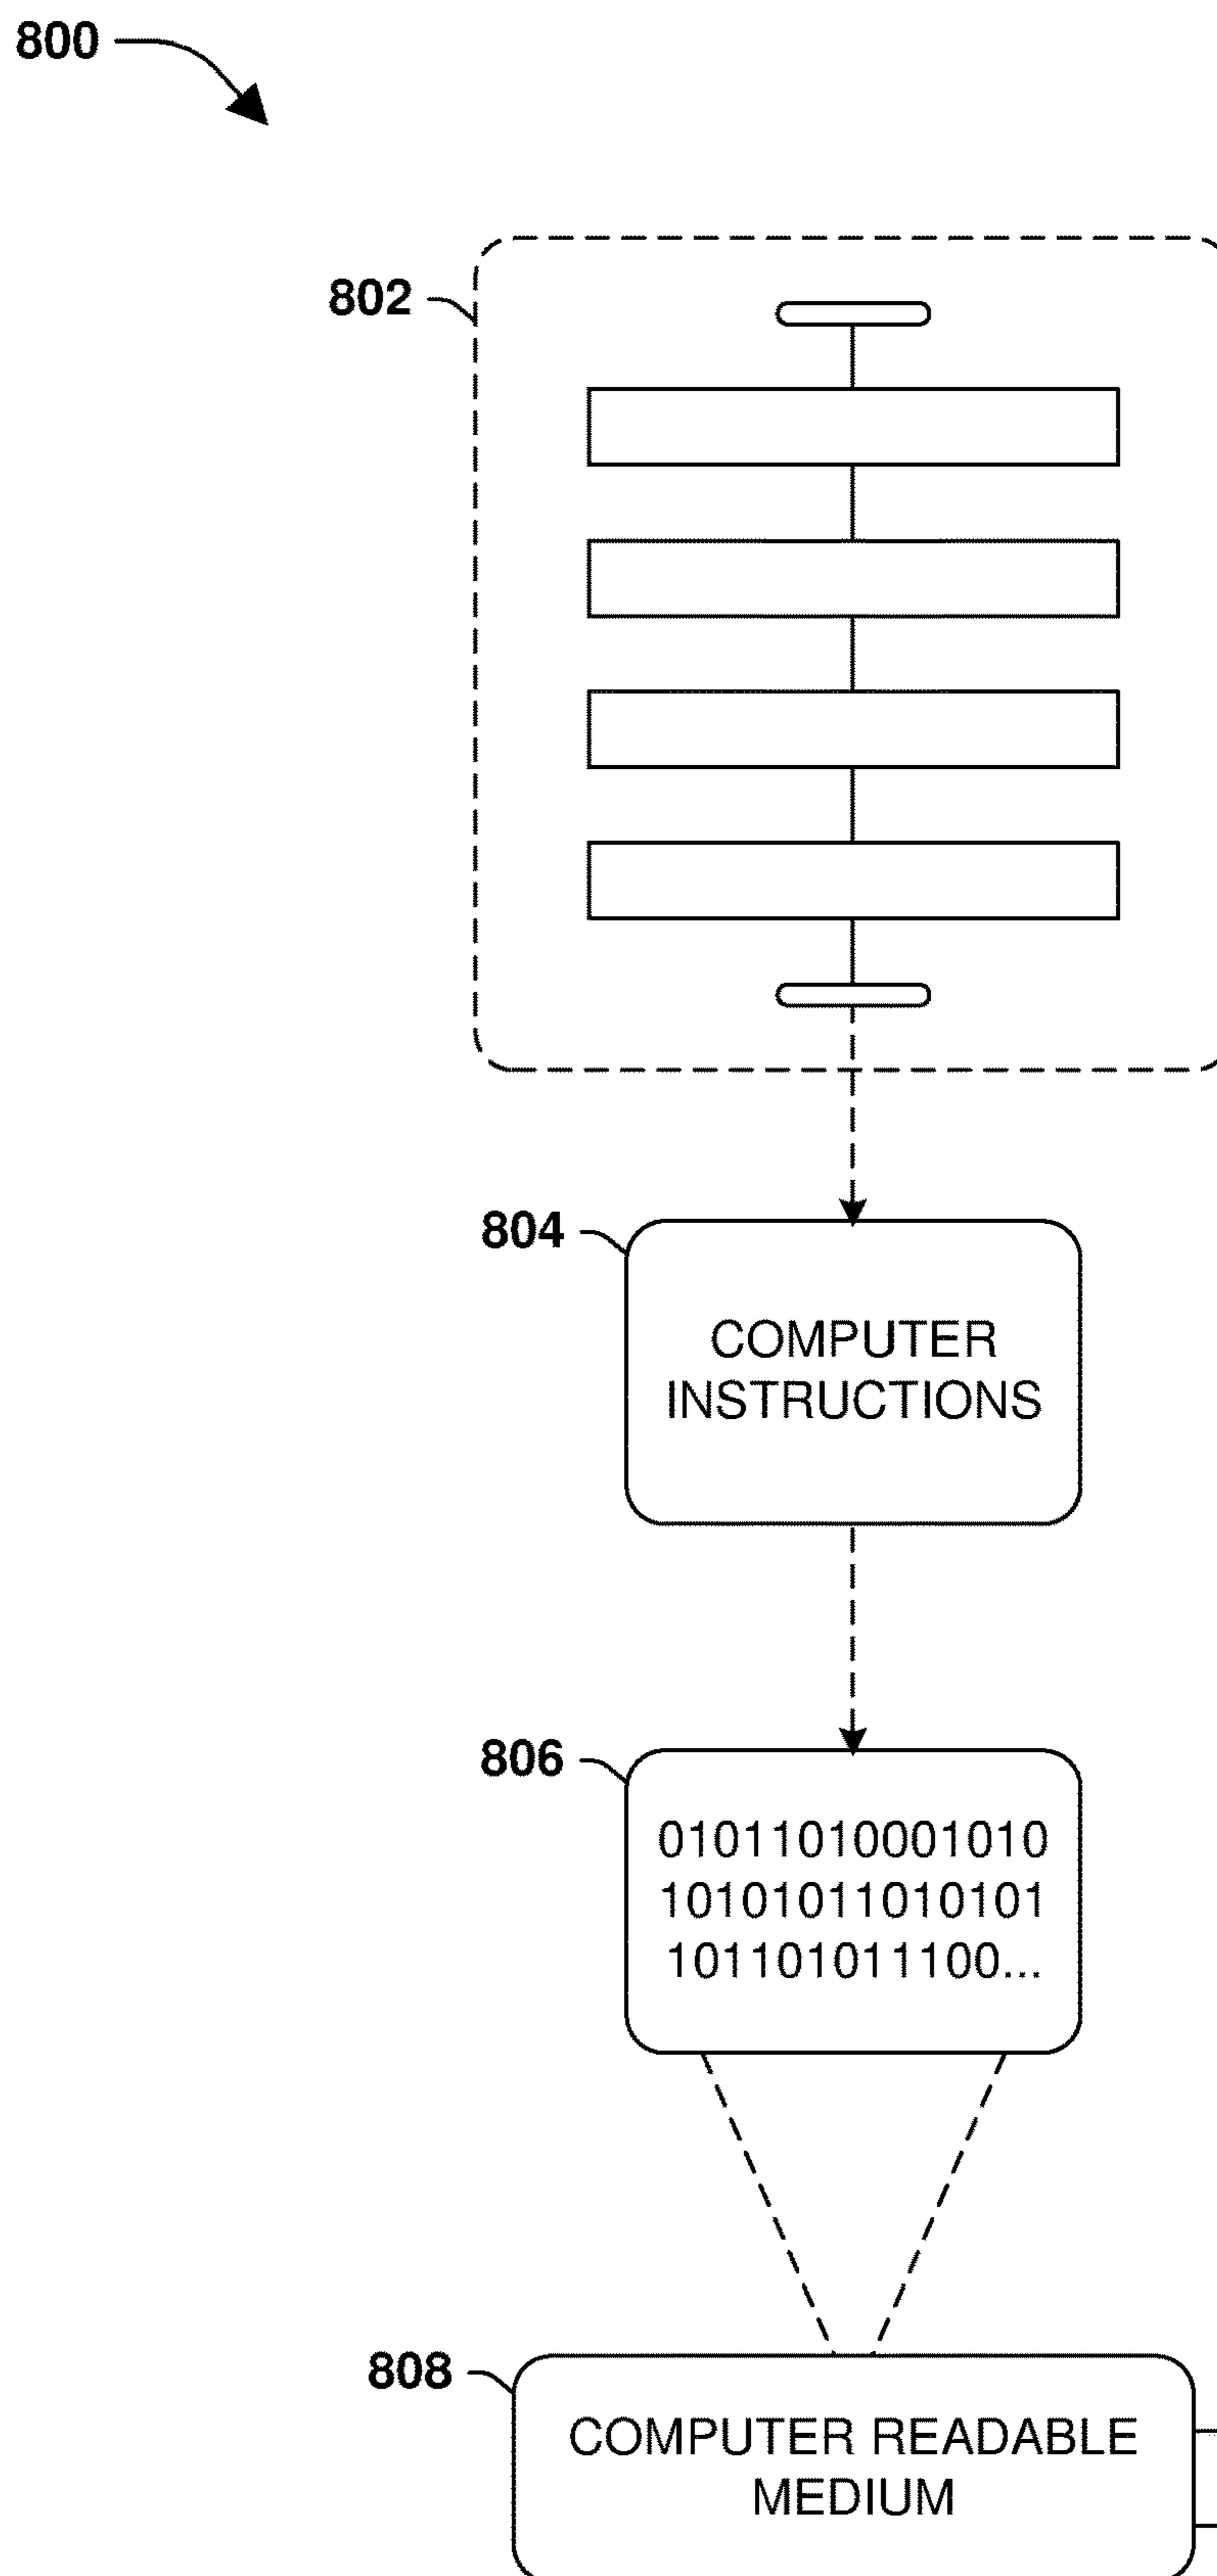 800
802
804
COMPUTER
INSTRUCTIONS
806
01011010001010
10101011010101
101101011100...
808
COMPUTER READABLE
MEDIUM